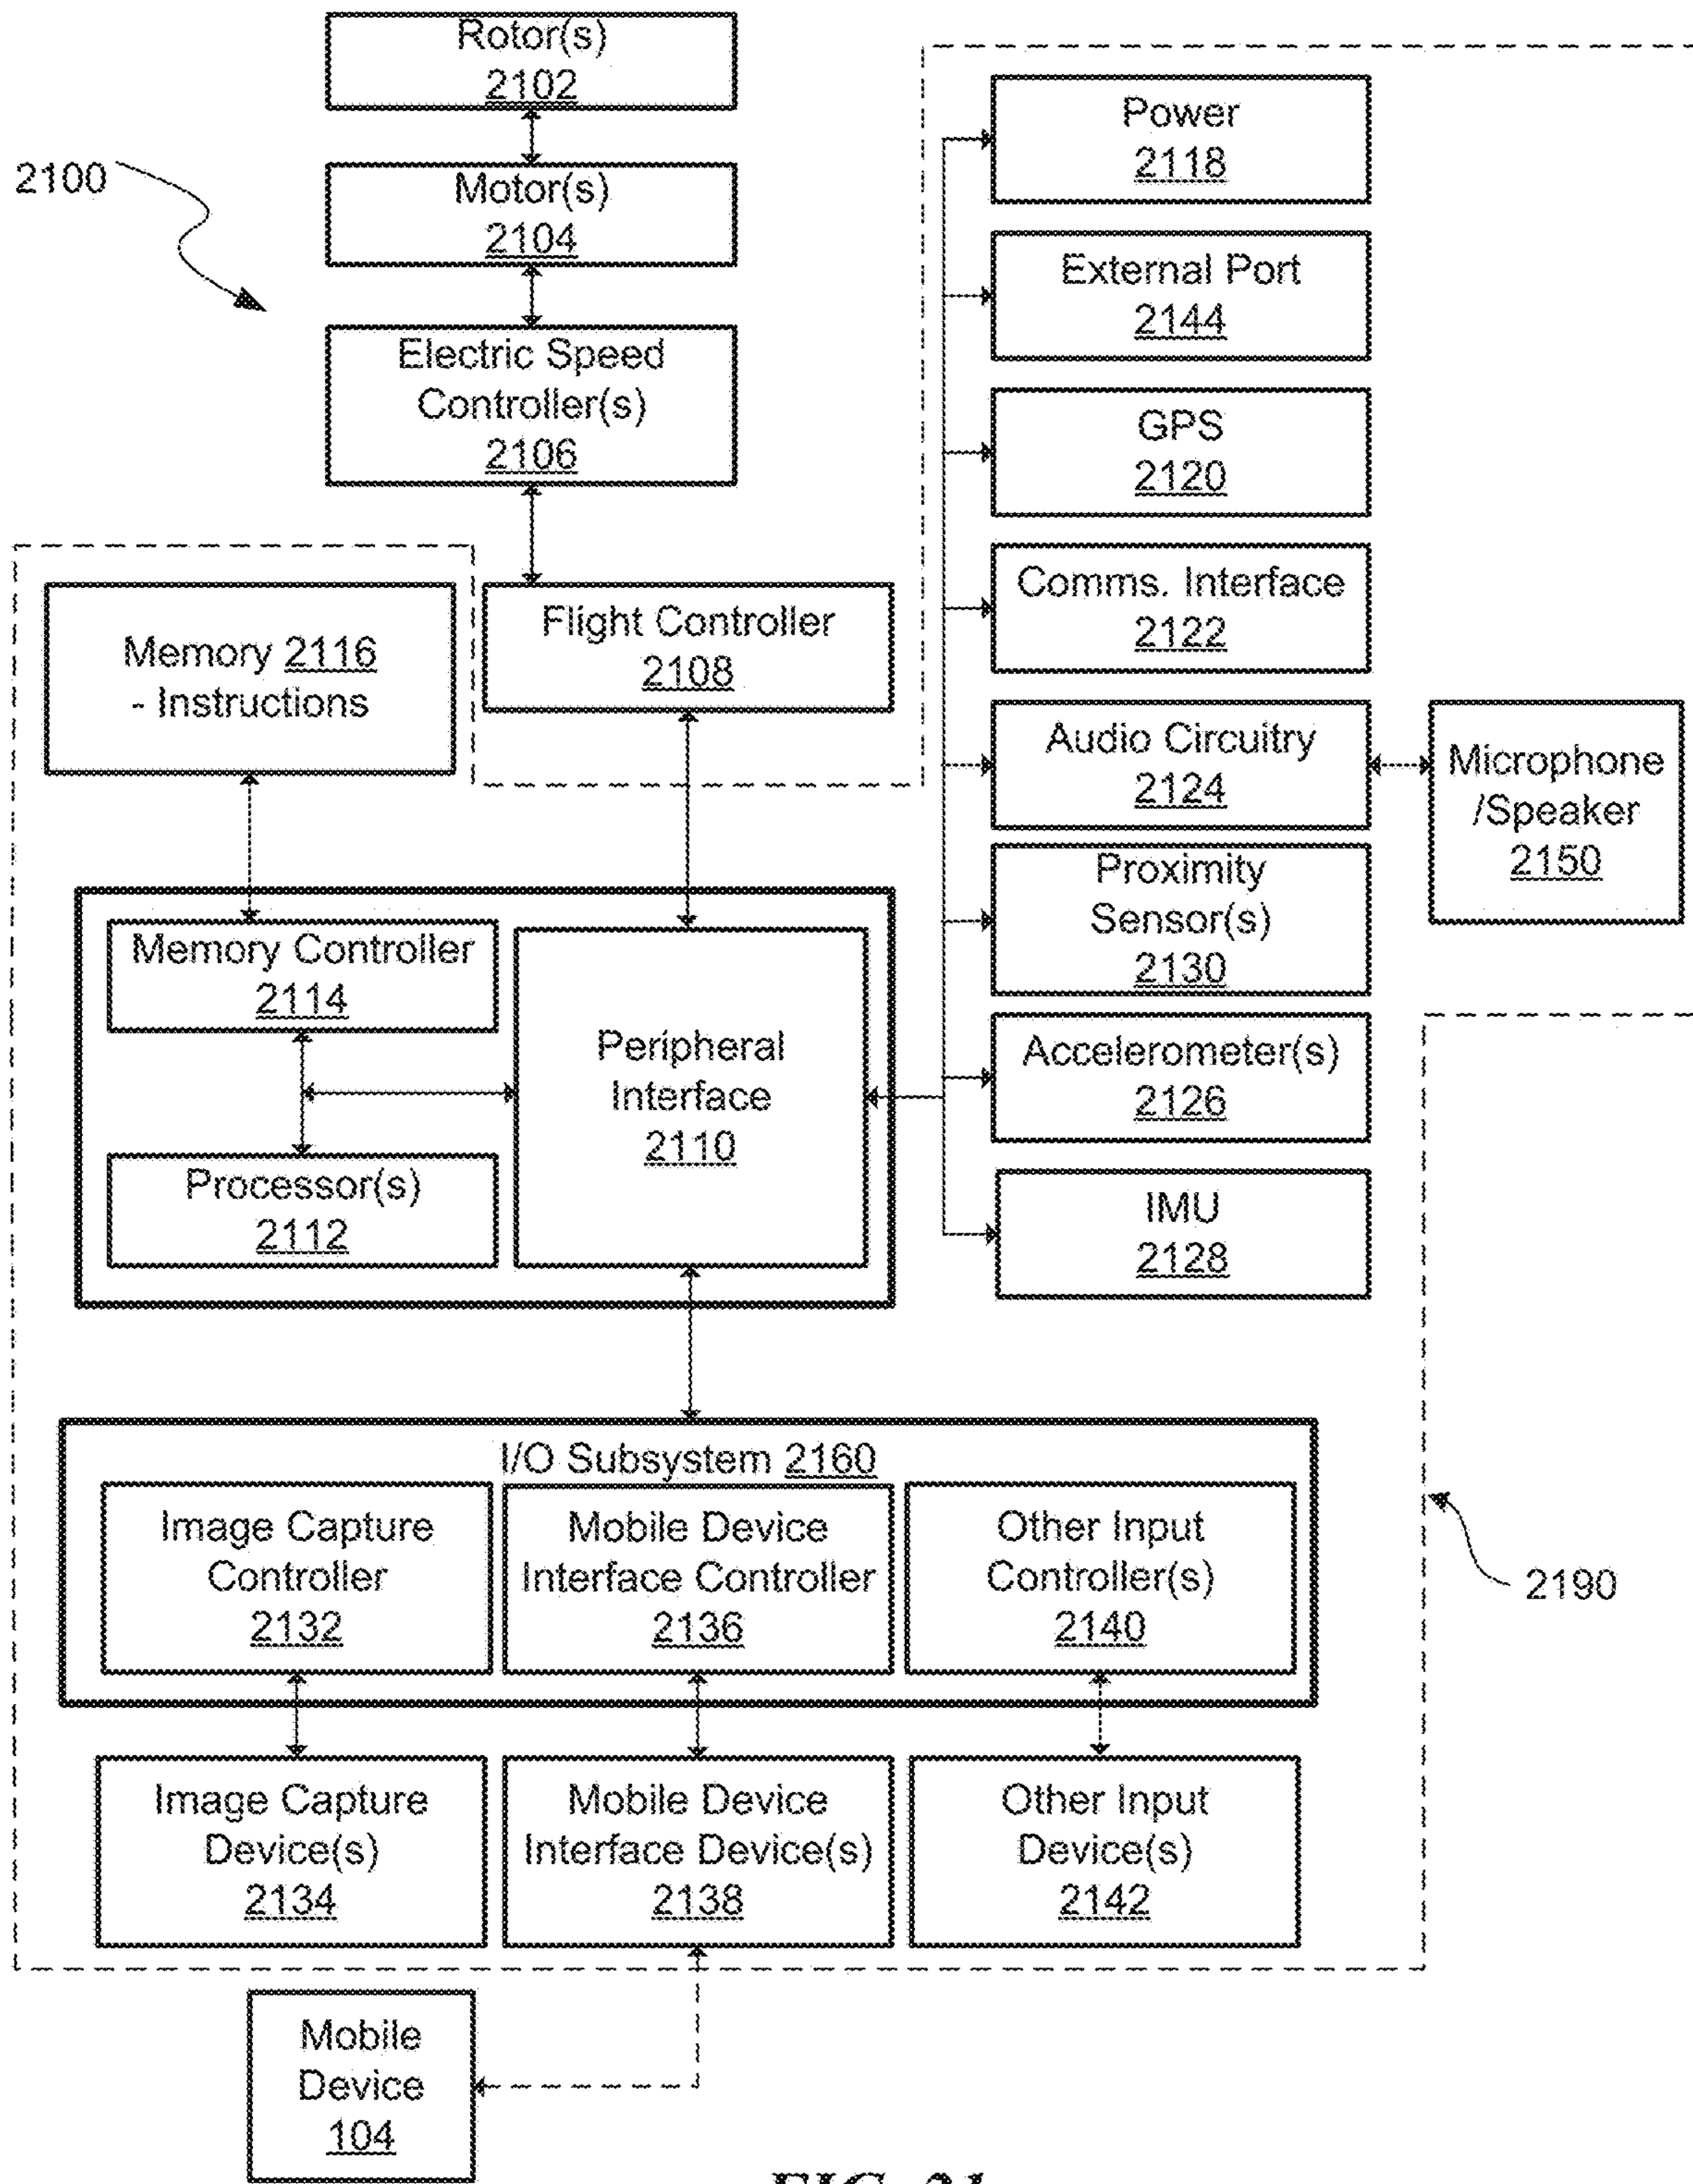 Rotor(s)
2102
2100
Motor(s)
2104
Electric Speed
Controller(s)
2106
Flight Controller
2108
Memory 2116
- Instructions
Memory Controller
2114
Processor(s)
2112
Peripheral
Interface
2110
Power
2118
External Port
2144
GPS
2120
Comms. Interface
2122
Audio Circuitry
2124
Microphone
/Speaker
2150
Proximity
Sensor(s)
2130
Accelerometer(s)
2126
IMU
2128
I/O Subsystem 2160
Image Capture
Controller
2132
Mobile Device
Interface Controller
2136
Other Input
Controller(s)
2140
2190
Image Capture
Device(s)
2134
Mobile Device
Interface Device(s)
2138
Other Input
Device(s)
2142
Mobile
Device
104
FIG. 21